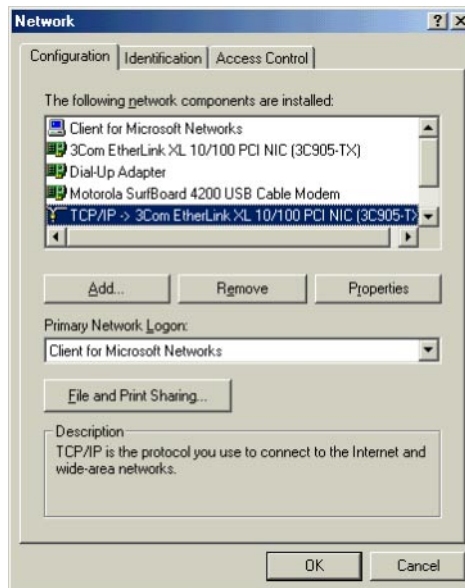 Network
Configuration Identification Access Control
The following network components are installed:
Client for Microsoft Networks
3Com EtherLink XL 10/100 PCI NIC (3C905-TX)
Dial-Up Adapter
Motorola SurfBoard 4200 USB Cable Modem
TCP/IP -> 3Com EtherLink XL 10/100 PCI NIC (3C905-TX
Add... Remove Properties
Primary Network Logon:
Client for Microsoft Networks
File and Print Sharing...
Description
TCP/IP is the protocol you use to connect to the Internet and
wide-area networks.
OK Cancel